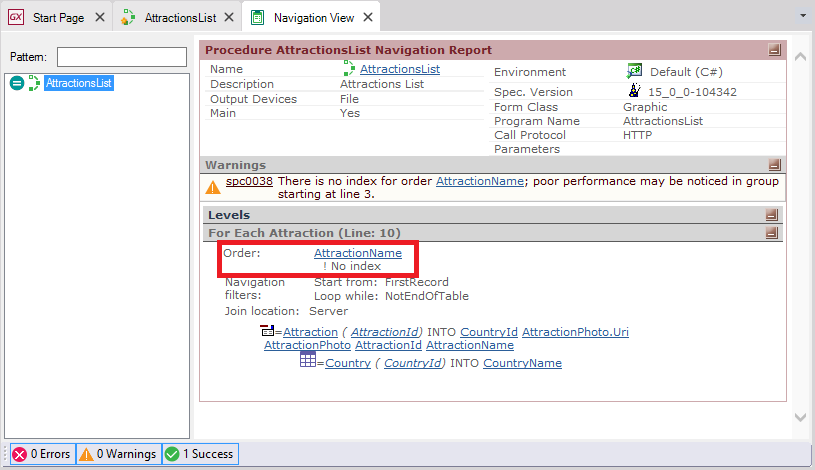 Start Page AttractionsList Navigation View
Pattern:
AttractionsList
Procedure AttractionsList Navigation Report
Name AttractionsList
Description Attractions List
Output Devices File
Main Yes
Environment Default (C#)
Spec. Version 15_0_0-104342
Form Class Graphic
Program Name AttractionsList
Call Protocol HTTP
Parameters
Warnings
spc0038 There is no index for order AttractionName; poor performance may be noticed in group
starting at line 3.
Levels
For Each Attraction (Line: 10)
Order: AttractionName
! No index
Navigation Start from: FirstRecord
filters: Loop while: NotEndOfTable
Join location: Server
=Attraction ( AttractionId) INTO CountryId AttractionPhoto.Uri
AttractionPhoto AttractionId AttractionName
=Country ( CountryId) INTO CountryName
0 Errors 0 Warnings 1 Success